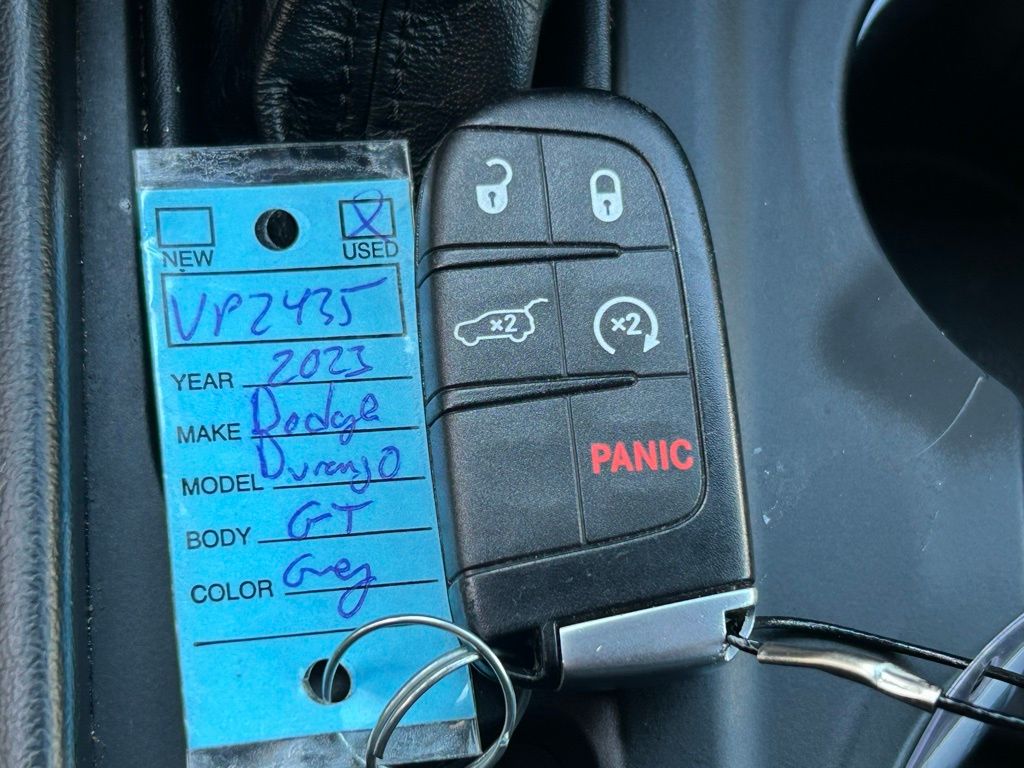 NEW USED
VP2435
YEAR 2023
MAKE Dodge
MODEL Durango
BODY GT
COLOR Grey
×2 ×2
PANIC